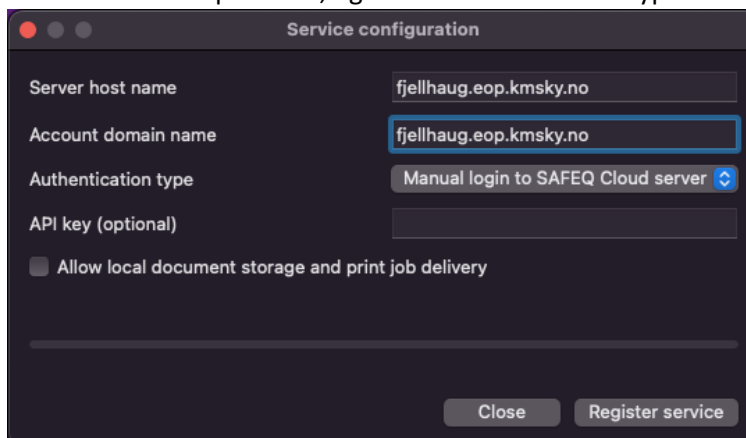 Service configuration
Server host name fjellhaug.eop.kmsky.no
Account domain name fjellhaug.eop.kmsky.no
Authentication type Manual login to SAFEQ Cloud server
API key (optional)
Allow local document storage and print job delivery
Close Register service